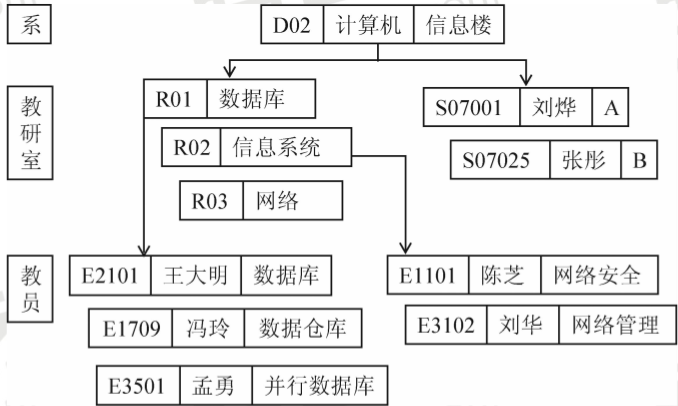 系
D02 计算机 信息楼
教研室
R01 数据库
S07001 刘烨 A
R02 信息系统
S07025 张彤 B
R03 网络
教员
E2101 王大明 数据库
E1101 陈芝 网络安全
E1709 冯玲 数据仓库
E3102 刘华 网络管理
E3501 孟勇 并行数据库